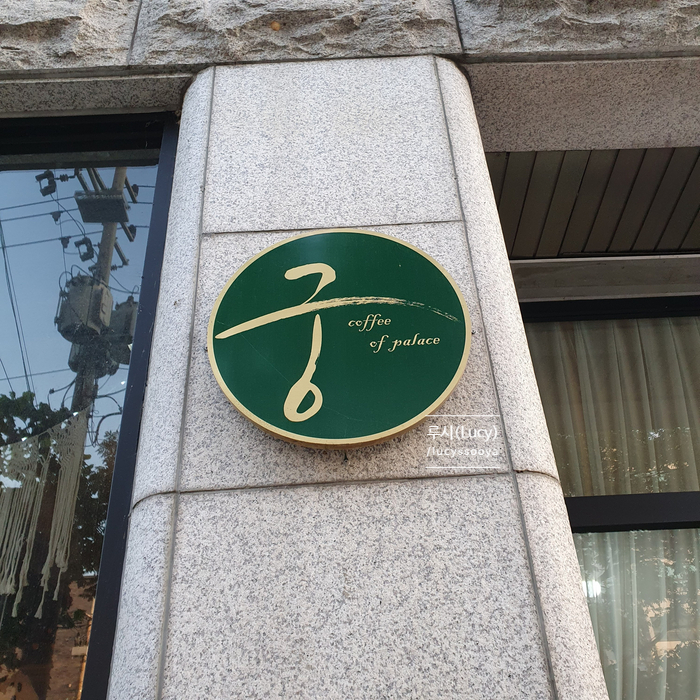 궁
coffee
of palace
루시(Lucy)
/lucyssooya